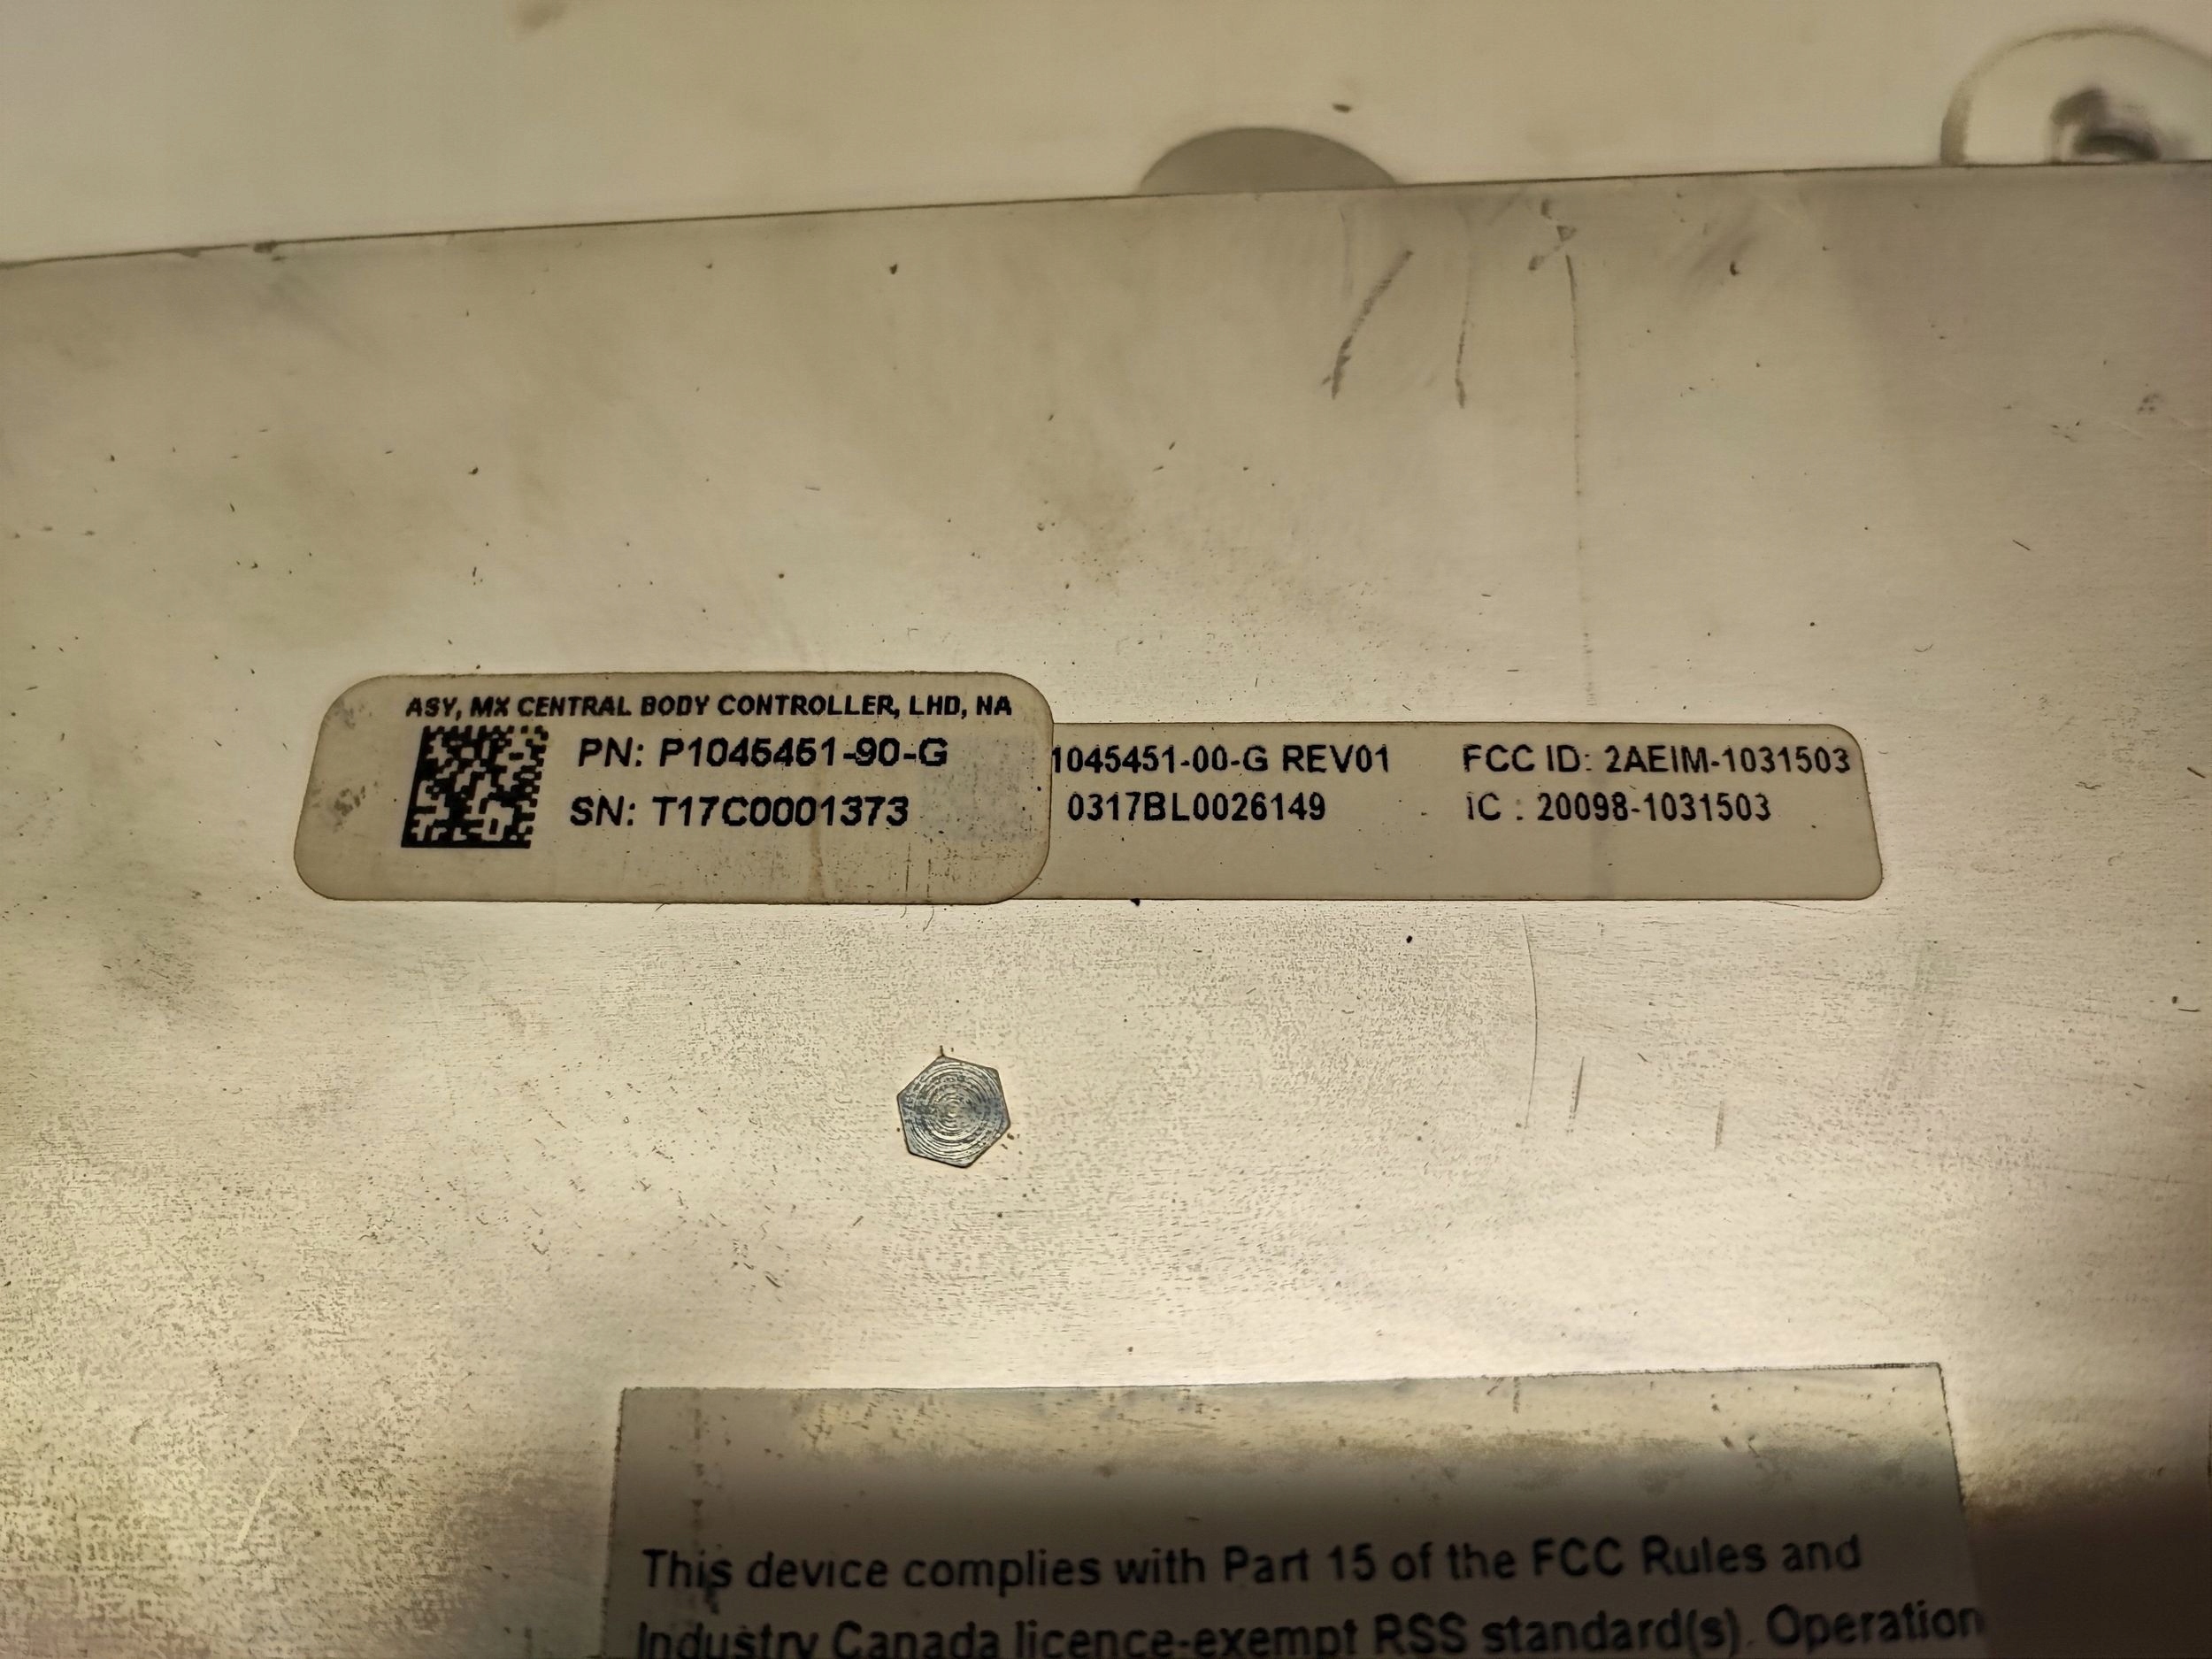 ASY, MX CENTRAL BODY CONTROLLER, LHD, NA
PN: P1045451-90-G
SN: T17C0001373
1045451-00-G REV01
0317BL0026149
FCC ID: 2AEIM-1031503
IC : 20098-1031503
This device complies with Part 15 of the FCC Rules and
Industry Canada licence-exempt RSS standard(s). Operation